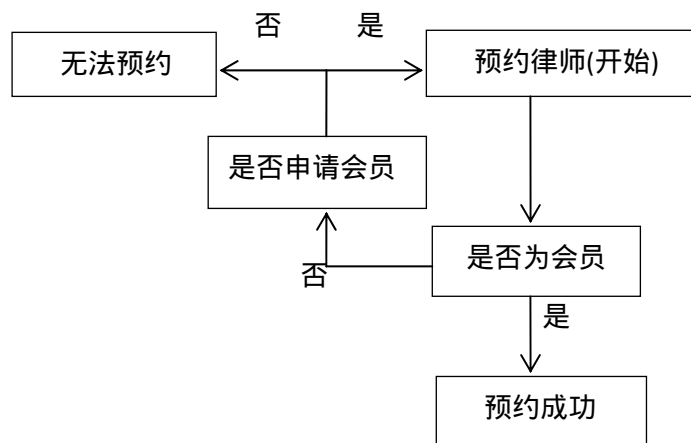 否
是
无法预约
预约律师(开始)
是否申请会员
是否为会员
否
是
预约成功